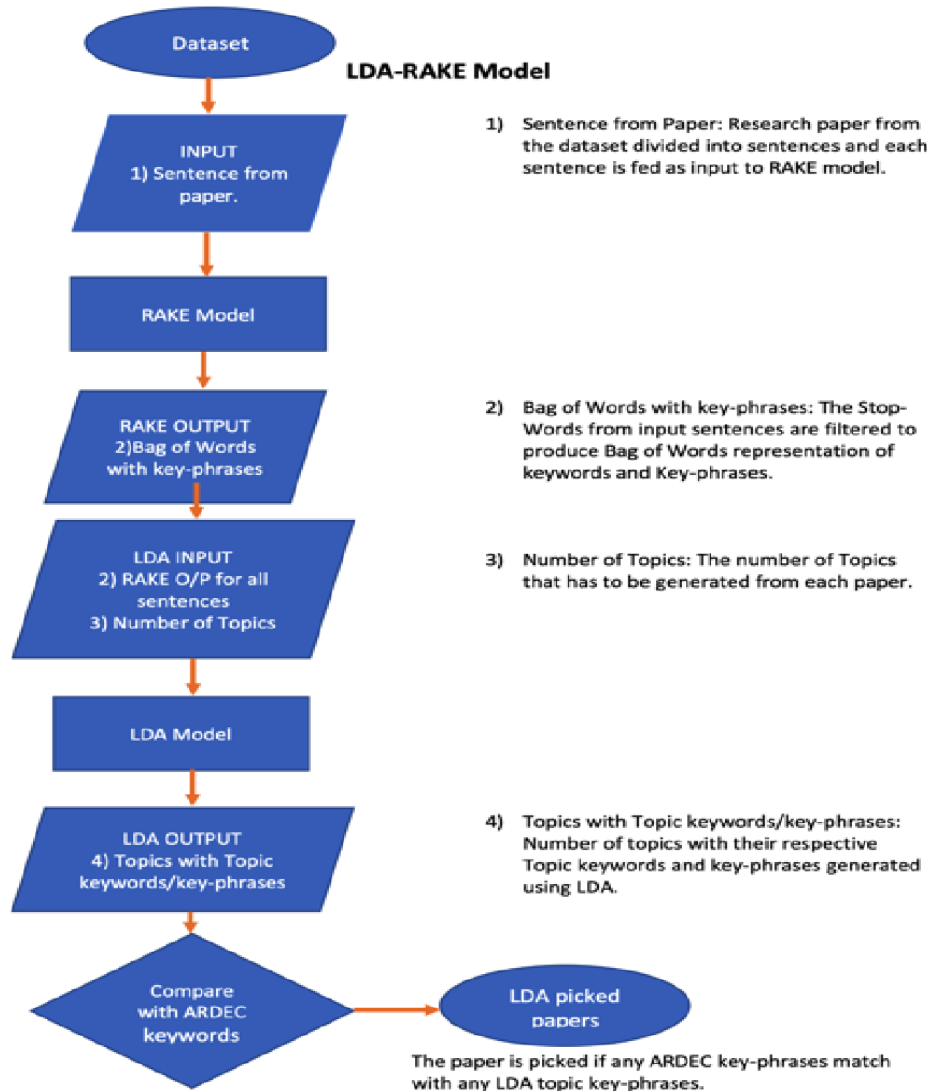 Dataset
LDA-RAKE Model
INPUT
1) Sentence from
paper.
1) Sentence from Paper: Research paper from
the dataset divided into sentences and each
sentence is fed as input to RAKE model.
RAKE Model
RAKE OUTPUT
2)Bag of Words
with key-phrases
2) Bag of Words with key-phrases: The Stop-
Words from input sentences are filtered to
produce Bag of Words representation of
keywords and Key-phrases.
LDA INPUT
2) RAKE O/P for all
sentences
3) Number of Topics
3) Number of Topics: The number of Topics
that has to be generated from each paper.
LDA Model
LDA OUTPUT
4) Topics with Topic
keywords/key-phrases
4) Topics with Topic keywords/key-phrases:
Number of topics with their respective
Topic keywords and key-phrases generated
using LDA.
Compare
with ARDEC
keywords
LDA picked
papers
The paper is picked if any ARDEC key-phrases match
with any LDA topic key-phrases.